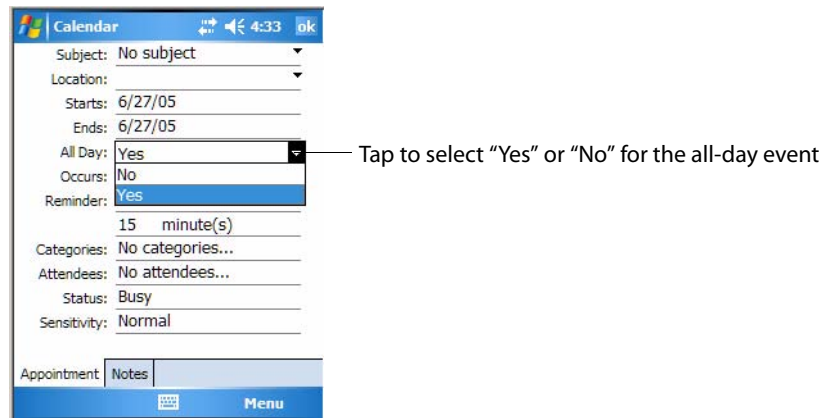 Calendar 4:33 ok
Subject: No subject
Location:
Starts: 6/27/05
Ends: 6/27/05
All Day: Yes
Tap to select “Yes” or “No” for the all-day event
Occurs: No
Reminder: Yes
15 minute(s)
Categories: No categories...
Attendees: No attendees...
Status: Busy
Sensitivity: Normal
Appointment Notes
Menu